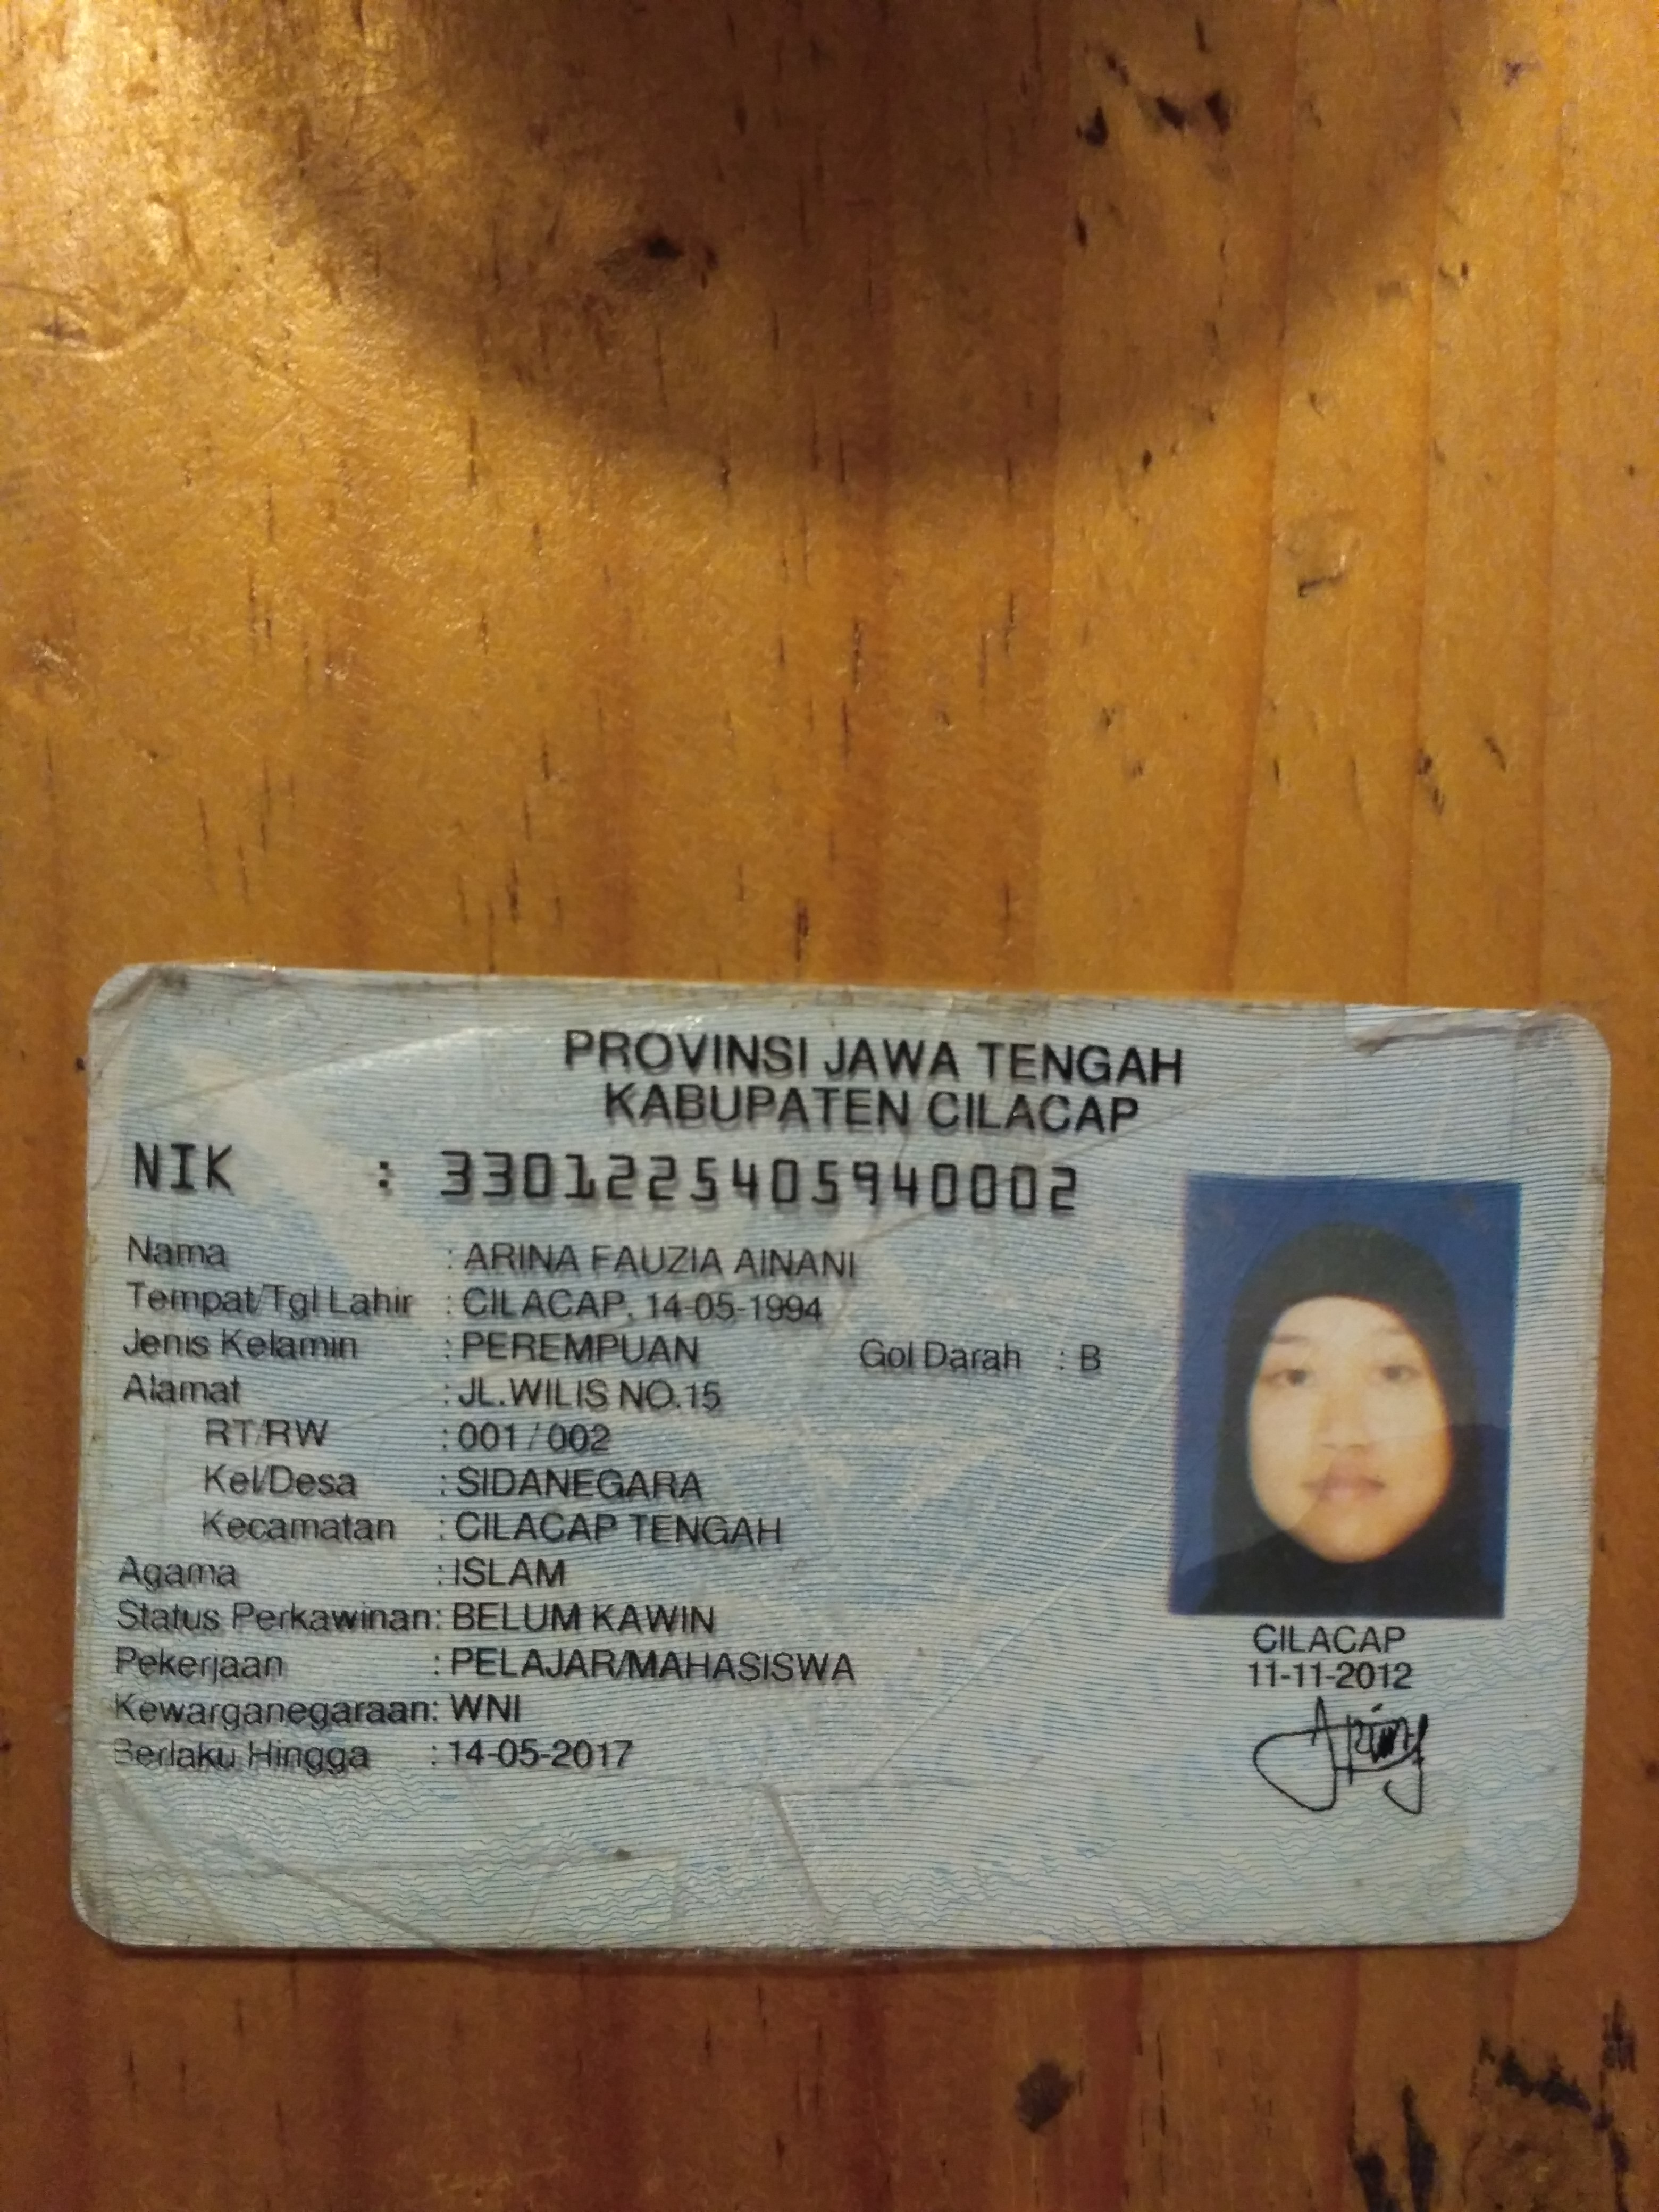 PROVINSI JAWA TENGAH
KABUPATEN CILACAP
NIK : 3301225405940002
Nama : ARINA FAUZIA AINANI
Tempat/Tgl Lahir : CILACAP, 14-05-1994
Jenis Kelamin : PEREMPUAN Gol Darah : B
Alamat : JL.WILIS NO.15
RT/RW : 001 / 002
Kel/Desa : SIDANEGARA
Kecamatan : CILACAP TENGAH
Agama : ISLAM
Status Perkawinan: BELUM KAWIN
Pekerjaan : PELAJAR/MAHASISWA
Kewarganegaraan: WNI
Berlaku Hingga : 14-05-2017
CILACAP
11-11-2012